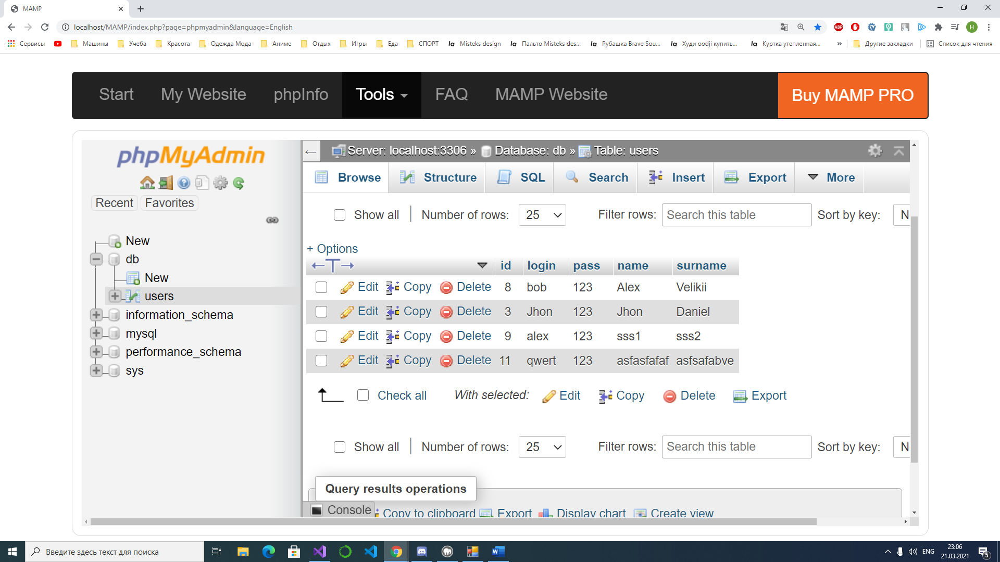 MAMP
localhost/MAMP/index.php?page=phpmyadmin&language=English
ABP
H
Сервисы
Машины
Учеба
Красота
Одежда Мода
Аниме
Отдых
Игры
Еда
СПОРТ
la Misteks design
la Пальто Misteks des...
la Рубашка Brave Sou...
la Худи oodji купить...
la Куртка утепленная...
»
Другие закладки
Список для чтения
Start
My Website
phpInfo
Tools
FAQ
MAMP Website
Buy MAMP PRO
phpMyAdmin
Recent
Favorites
New
db
New
users
information_schema
mysql
performance_schema
sys
← Server: localhost:3306 » Database: db » Table: users
Browse
Structure
SQL
Search
Insert
Export
More
Show all | Number of rows: 25 Filter rows: Search this table Sort by key: N
+ Options
←T→ id login pass name surname
Edit Copy Delete 8 bob 123 Alex Velikii
Edit Copy Delete 3 Jhon 123 Jhon Daniel
Edit Copy Delete 9 alex 123 sss1 sss2
Edit Copy Delete 11 qwert 123 asfasfafaf asfsafabve
Check all With selected: Edit Copy Delete Export
Show all | Number of rows: 25 Filter rows: Search this table Sort by key: N
Query results operations
Console
Copy to clipboard Export Display chart Create view
Введите здесь текст для поиска
ENG
23:06
21.03.2021
5